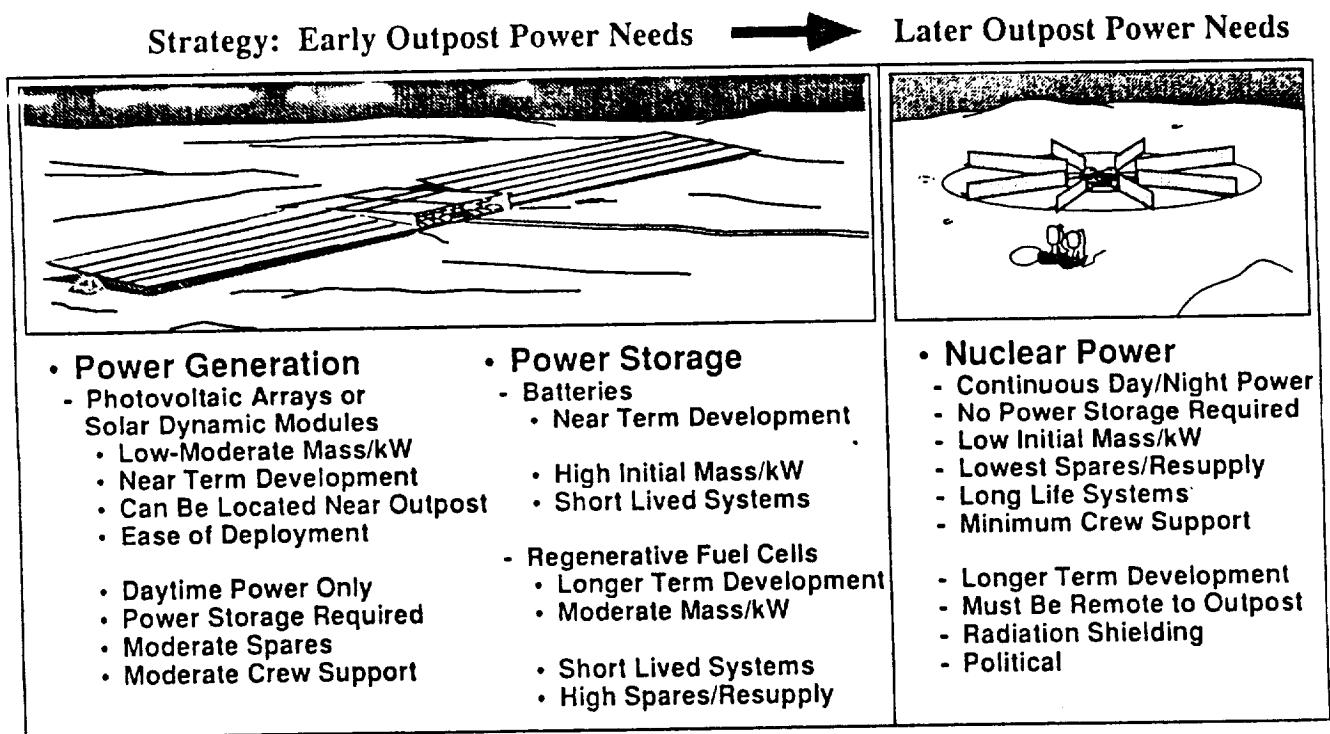 Strategy: Early Outpost Power Needs
Later Outpost Power Needs
• Power Generation
- Photovoltaic Arrays or
Solar Dynamic Modules
• Low-Moderate Mass/kW
• Near Term Development
• Can Be Located Near Outpost
• Ease of Deployment
• Daytime Power Only
• Power Storage Required
• Moderate Spares
• Moderate Crew Support
• Power Storage
- Batteries
• Near Term Development
• High Initial Mass/kW
• Short Lived Systems
- Regenerative Fuel Cells
• Longer Term Development
• Moderate Mass/kW
• Short Lived Systems
• High Spares/Resupply
• Nuclear Power
- Continuous Day/Night Power
- No Power Storage Required
- Low Initial Mass/kW
- Lowest Spares/Resupply
- Long Life Systems
- Minimum Crew Support
- Longer Term Development
- Must Be Remote to Outpost
- Radiation Shielding
- Political